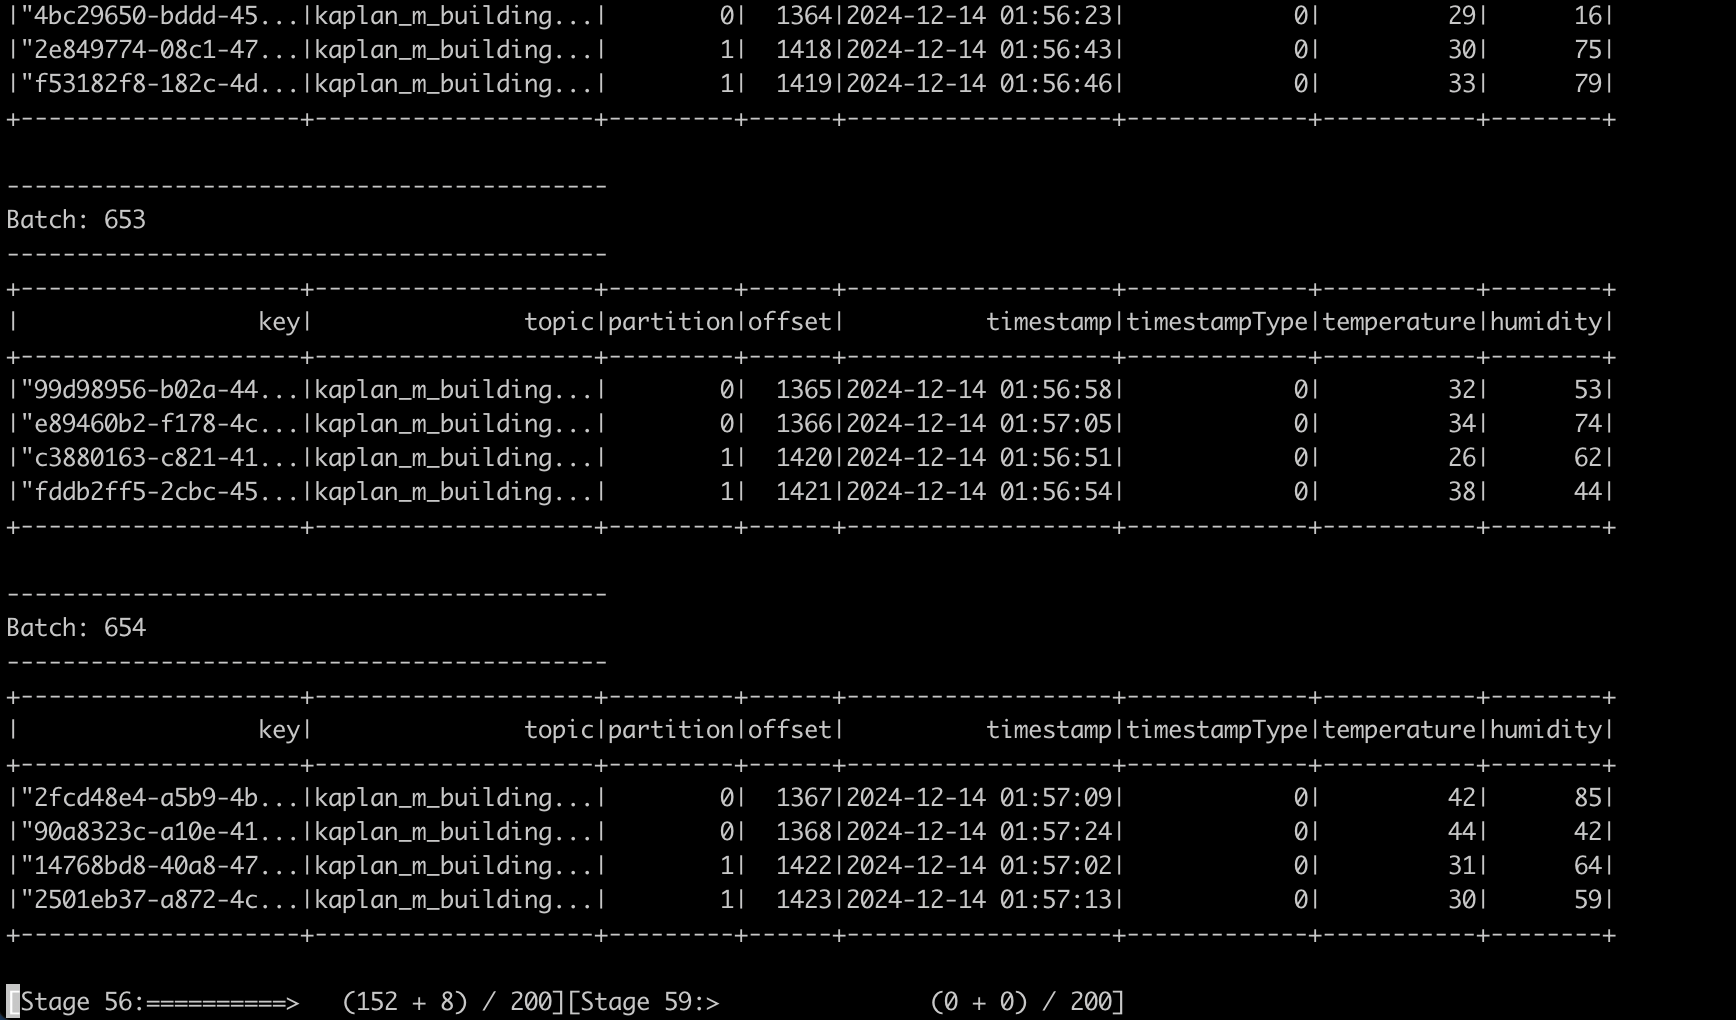 |"4bc29650-bddd-45...|kaplan_m_building...|        0|  1364|2024-12-14 01:56:23|            0|         29|      16|
|"2e849774-08c1-47...|kaplan_m_building...|        1|  1418|2024-12-14 01:56:43|            0|         30|      75|
|"f53182f8-182c-4d...|kaplan_m_building...|        1|  1419|2024-12-14 01:56:46|            0|         33|      79|
+--------------------+--------------------+---------+------+-------------------+-------------+-----------+--------+
-------------------------------------------
Batch: 653
-------------------------------------------
+--------------------+--------------------+---------+------+-------------------+-------------+-----------+--------+
|                 key|               topic|partition|offset|          timestamp|timestampType|temperature|humidity|
+--------------------+--------------------+---------+------+-------------------+-------------+-----------+--------+
|"99d98956-b02a-44...|kaplan_m_building...|        0|  1365|2024-12-14 01:56:58|            0|         32|      53|
|"e89460b2-f178-4c...|kaplan_m_building...|        0|  1366|2024-12-14 01:57:05|            0|         34|      74|
|"c3880163-c821-41...|kaplan_m_building...|        1|  1420|2024-12-14 01:56:51|            0|         26|      62|
|"fddb2ff5-2cbc-45...|kaplan_m_building...|        1|  1421|2024-12-14 01:56:54|            0|         38|      44|
+--------------------+--------------------+---------+------+-------------------+-------------+-----------+--------+
-------------------------------------------
Batch: 654
-------------------------------------------
+--------------------+--------------------+---------+------+-------------------+-------------+-----------+--------+
|                 key|               topic|partition|offset|          timestamp|timestampType|temperature|humidity|
+--------------------+--------------------+---------+------+-------------------+-------------+-----------+--------+
|"2fcd48e4-a5b9-4b...|kaplan_m_building...|        0|  1367|2024-12-14 01:57:09|            0|         42|      85|
|"90a8323c-a10e-41...|kaplan_m_building...|        0|  1368|2024-12-14 01:57:24|            0|         44|      42|
|"14768bd8-40a8-47...|kaplan_m_building...|        1|  1422|2024-12-14 01:57:02|            0|         31|      64|
|"2501eb37-a872-4c...|kaplan_m_building...|        1|  1423|2024-12-14 01:57:13|            0|         30|      59|
+--------------------+--------------------+---------+------+-------------------+-------------+-----------+--------+
[Stage 56:==========>   (152 + 8) / 200][Stage 59:>               (0 + 0) / 200]